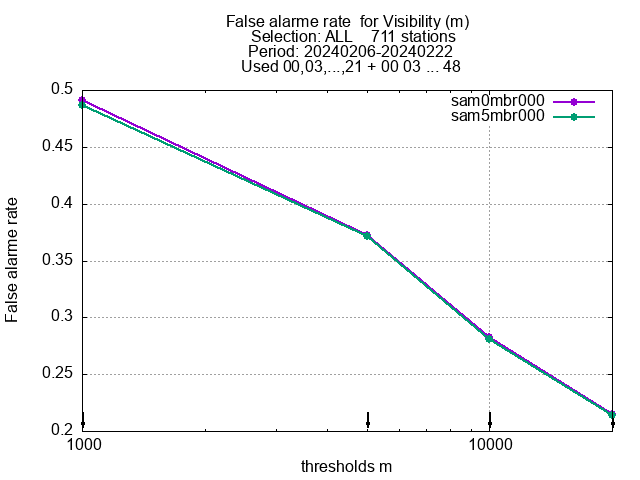 False alarme rate  for Visibility (m)
Selection: ALL    711 stations
Period: 20240206-20240222
Used 00,03,...,21 + 00 03 ... 48
sam0mbr000
sam5mbr000
0.5
0.45
0.4
0.35
0.3
0.25
0.2
False alarme rate
1000
10000
thresholds m